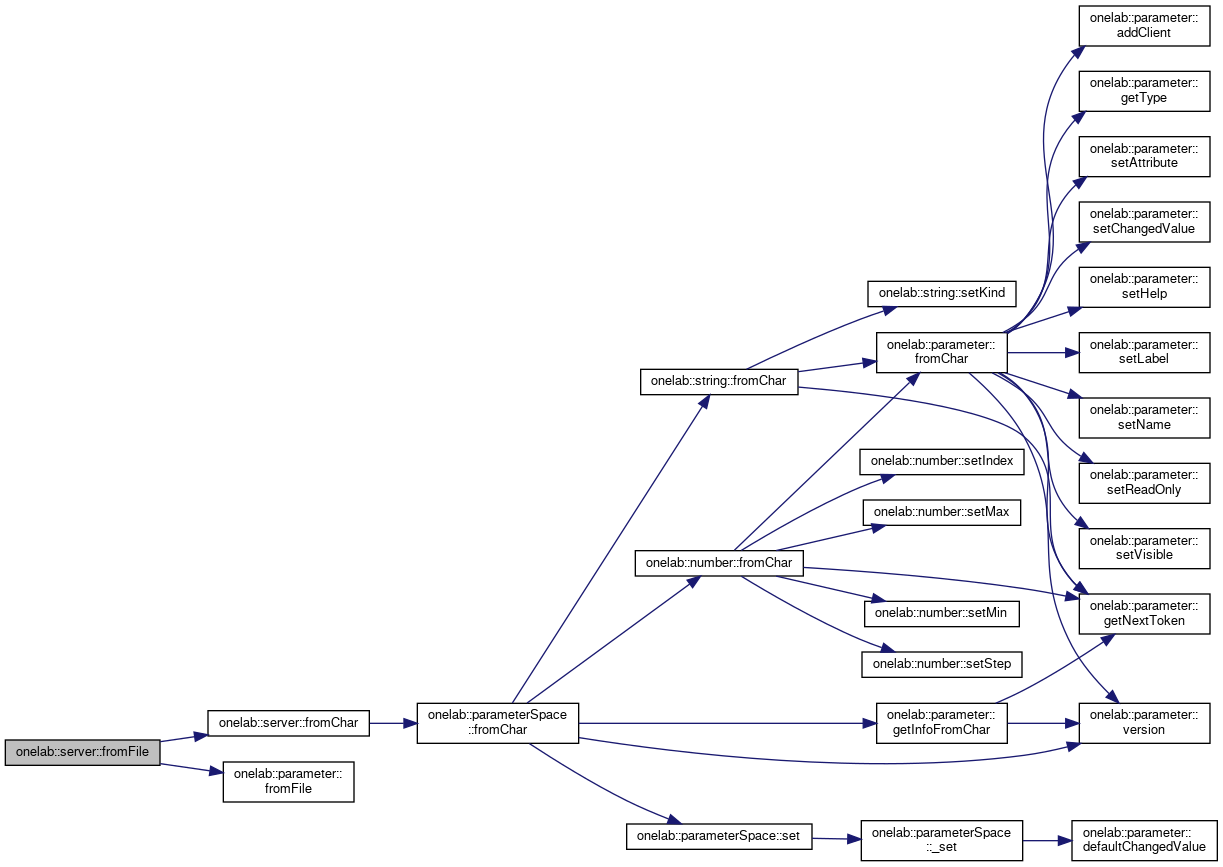 onelab::parameter::
addClient
onelab::parameter::
getType
onelab::parameter::
setAttribute
onelab::parameter::
setChangedValue
onelab::parameter::
setHelp
onelab::string::setKind
onelab::parameter::
fromChar
onelab::parameter::
setLabel
onelab::string::fromChar
onelab::parameter::
setName
onelab::number::setIndex
onelab::parameter::
setReadOnly
onelab::number::setMax
onelab::parameter::
setVisible
onelab::number::fromChar
onelab::number::setMin
onelab::parameter::
getNextToken
onelab::number::setStep
onelab::server::fromFile
onelab::server::fromChar
onelab::parameterSpace
::fromChar
onelab::parameter::
getInfoFromChar
onelab::parameter::
version
onelab::parameter::
fromFile
onelab::parameterSpace::set
onelab::parameterSpace
::_set
onelab::parameter::
defaultChangedValue